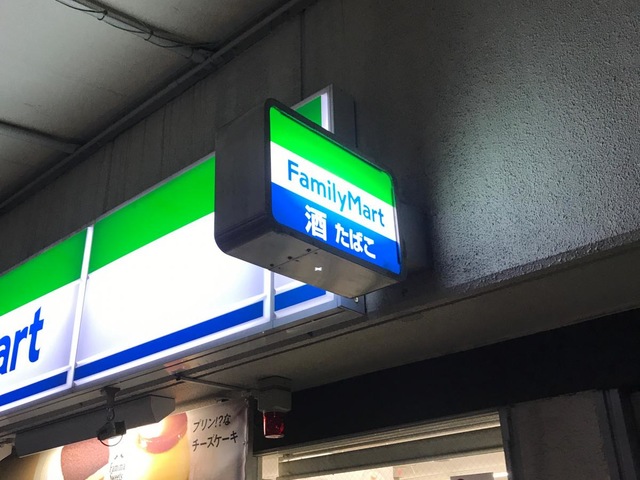 FamilyMart
酒 たばこ
art
プリン!?な
チーズケーキ